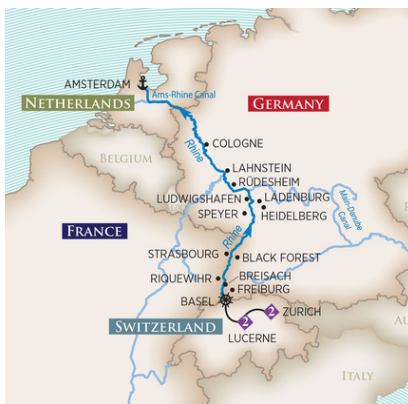 AMSTERDAM
Ams-Rhine Canal
NETHERLANDS
GERMANY
COLOGNE
Rhine
BELGIUM
LAHNSTEIN
RÜDESHEIM
LUDWIGSHAFEN
LADENBURG
SPEYER
HEIDELBERG
Main-Danube
Canal
FRANCE
Rhine
STRASBOURG
BLACK FOREST
RIQUEWIHR
BREISACH
FREIBURG
BASEL
2
2
ZURICH
SWITZERLAND
LUCERNE
AU
ITALY